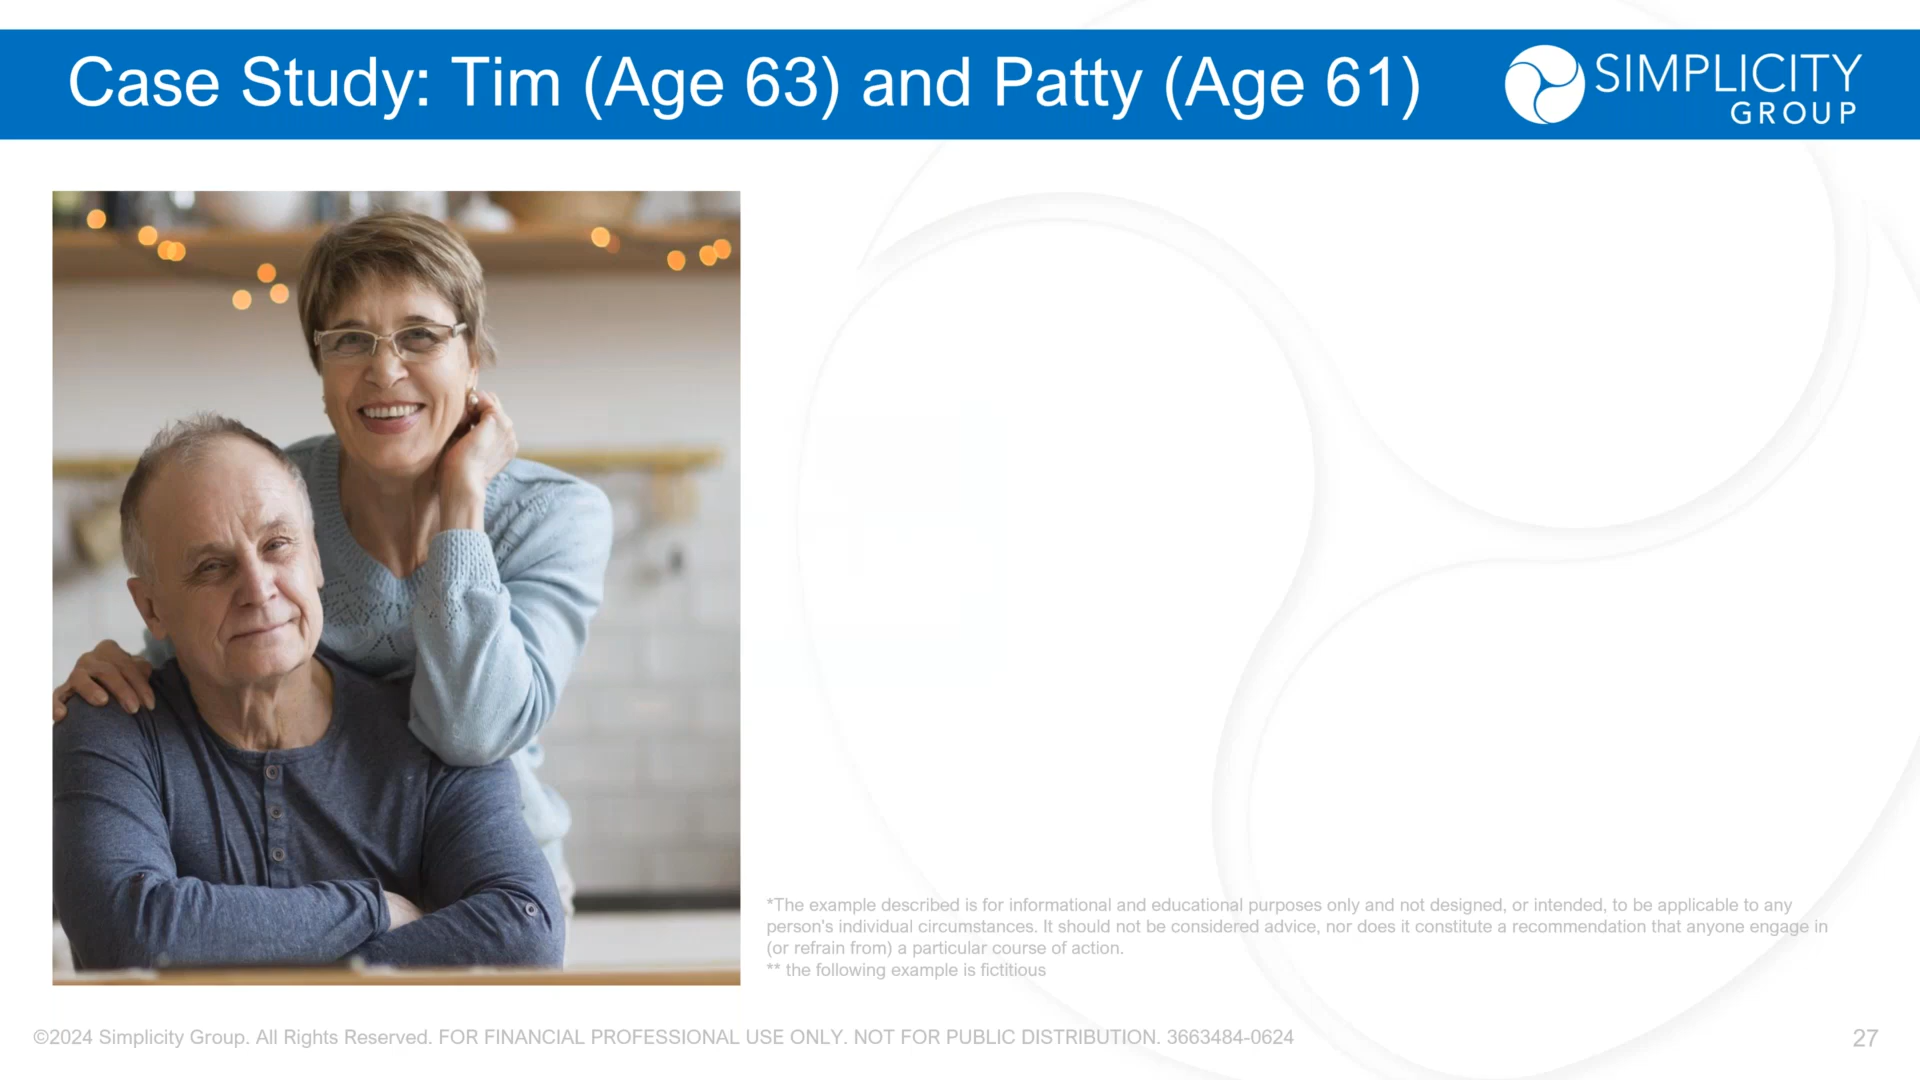 Case Study: Tim (Age 63) and Patty (Age 61)
SIMPLICITY
GROUP
*The example described is for informational and educational purposes only and not designed, or intended, to be applicable to any
person's individual circumstances. It should not be considered advice, nor does it constitute a recommendation that anyone engage in
(or refrain from) a particular course of action.
** the following example is fictitious
©2024 Simplicity Group. All Rights Reserved. FOR FINANCIAL PROFESSIONAL USE ONLY. NOT FOR PUBLIC DISTRIBUTION. 3663484-0624
27